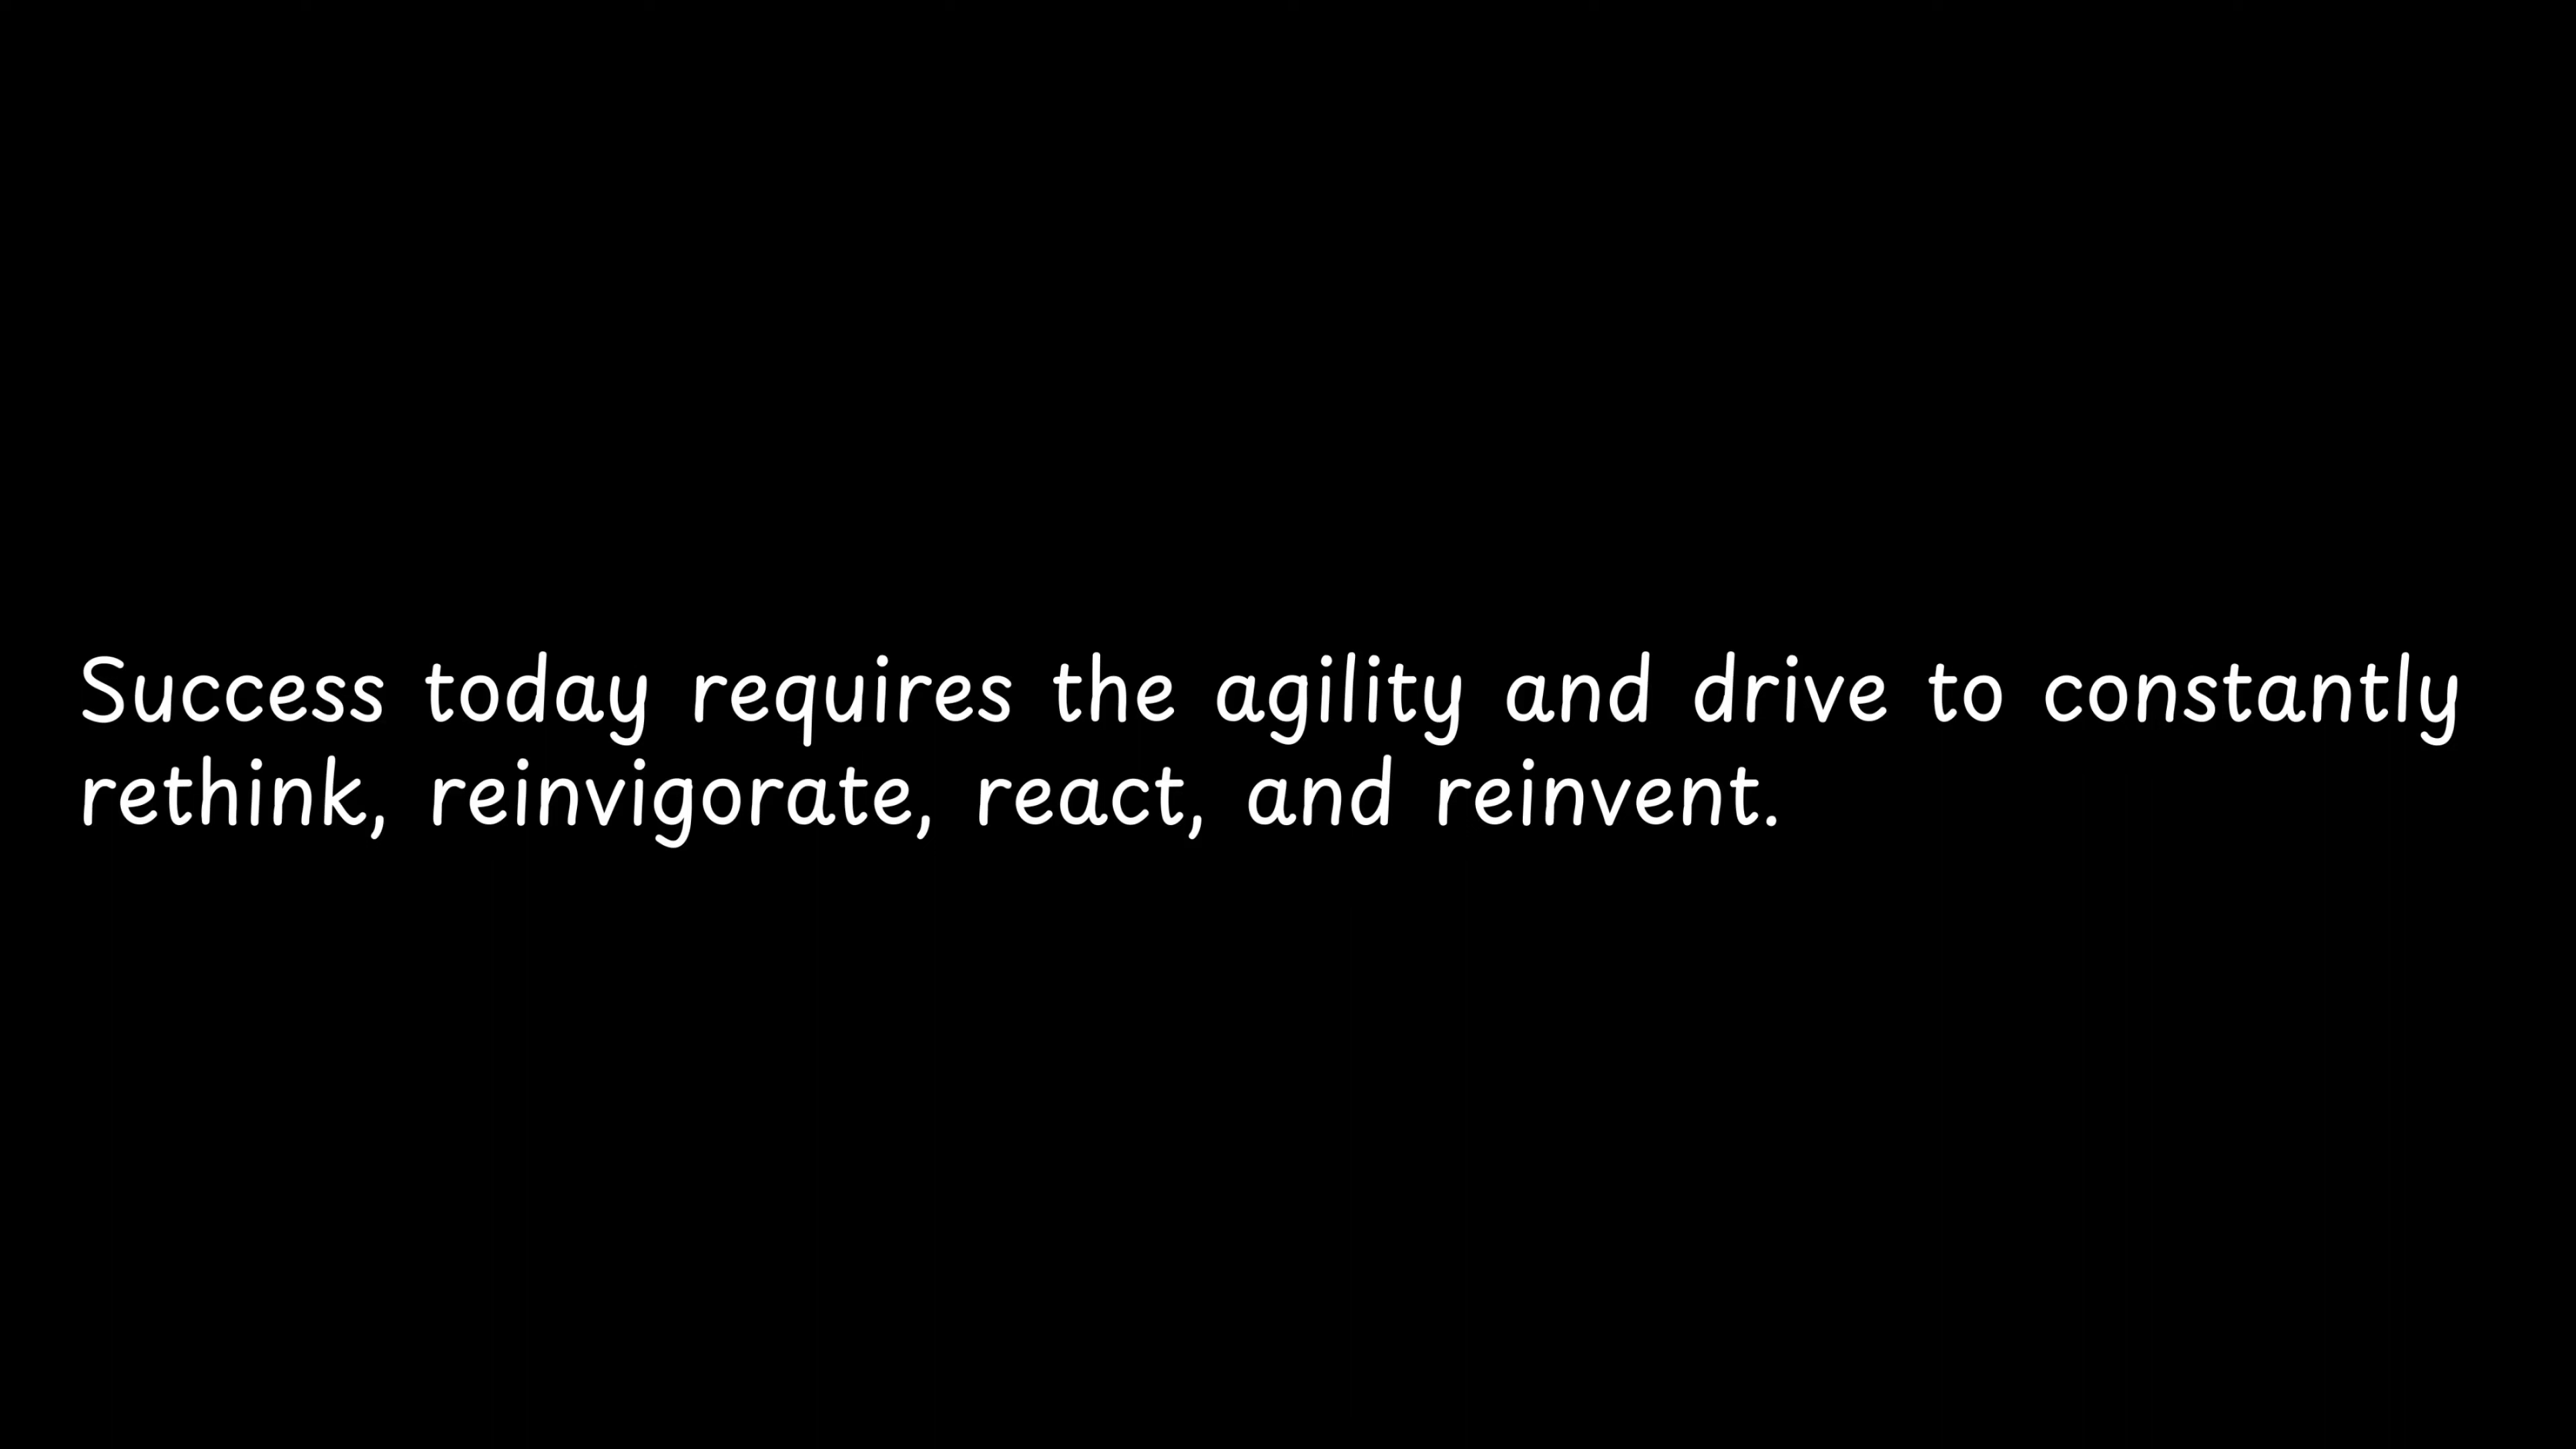 Success today requires the agility and drive to constantly
rethink, reinvigorate, react, and reinvent.